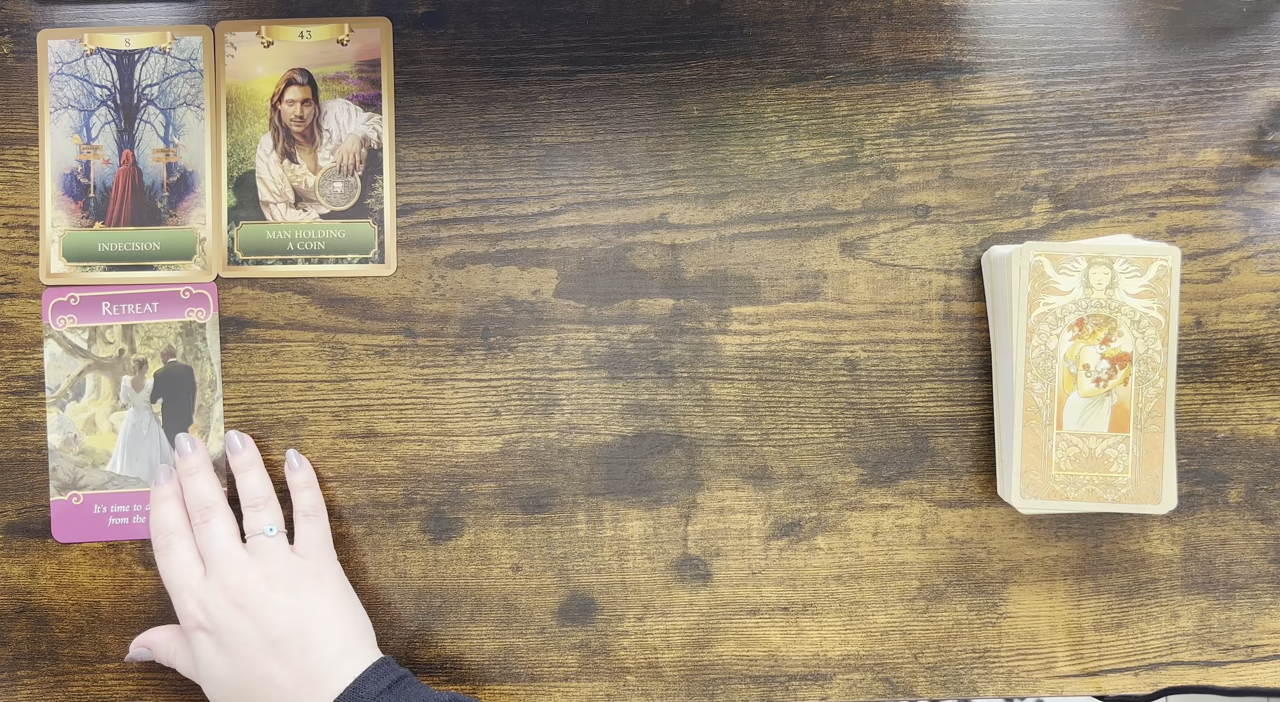 8
INDECISION
43
MAN HOLDING
A COIN
RETREAT
It's time to
from the